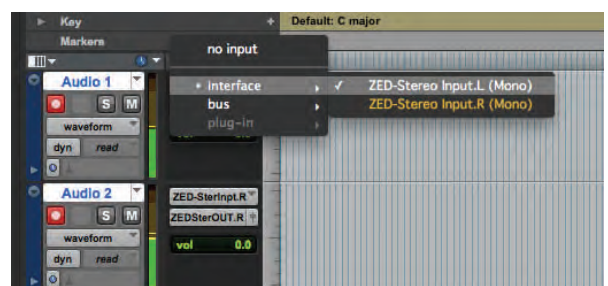 Key + Default: C major
Markers
no input
Audio 1
S M
interface
ZED-Stereo Input.L (Mono)
bus
ZED-Stereo Input.R (Mono)
plug-in
waveform
dyn read
Audio 2
ZED-SterInpt.R
S M
ZEDSterOUT.R
waveform
vol 0.0
dyn read